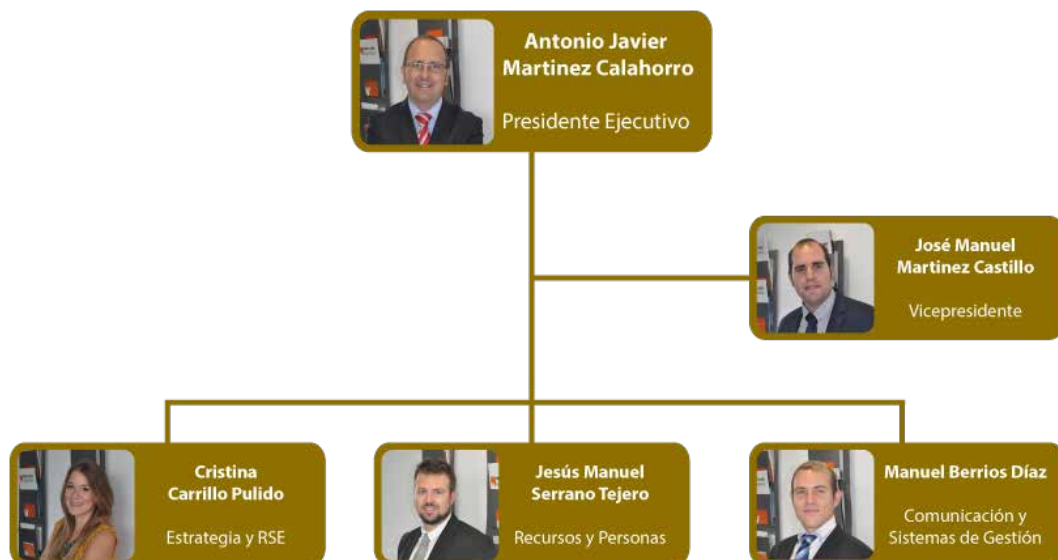 Antonio Javier
Martinez Calahorro
Presidente Ejecutivo
José Manuel
Martinez Castillo
Vicepresidente
Cristina
Carrillo Pulido
Estrategia y RSE
Jesús Manuel
Serrano Tejero
Recursos y Personas
Manuel Berrios Díaz
Comunicación y
Sistemas de Gestión